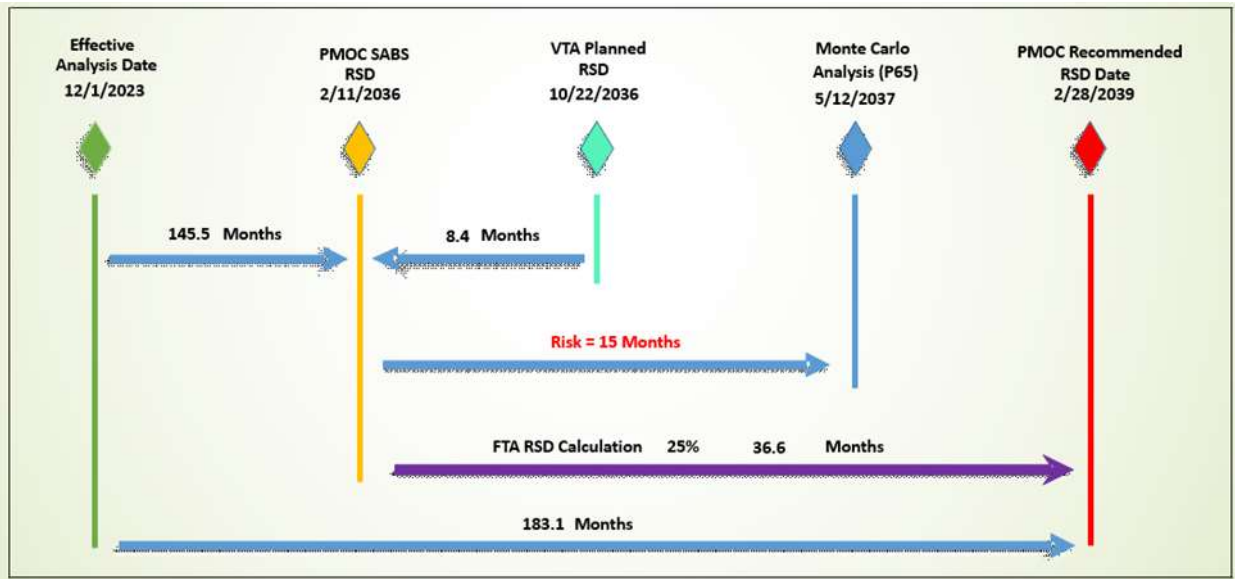 Effective
Analysis Date
12/1/2023
PMOC SABS
RSD
2/11/2036
VTA Planned
RSD
10/22/2036
Monte Carlo
Analysis (P65)
5/12/2037
PMOC Recommended
RSD Date
2/28/2039
145.5 Months
8.4 Months
Risk = 15 Months
FTA RSD Calculation 25% 36.6 Months
183.1 Months